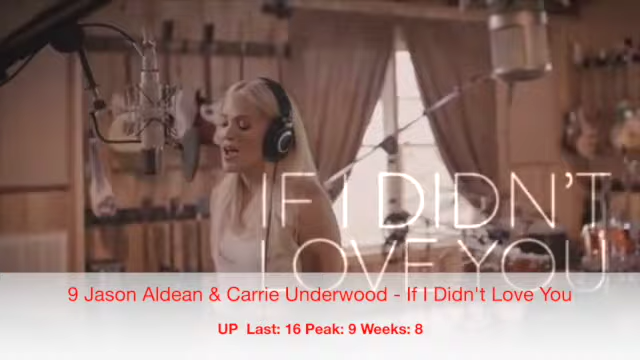 IF I DIDN'T
LOVE YOU
9 Jason Aldean & Carrie Underwood - If I Didn't Love You
UP Last: 16 Peak: 9 Weeks: 8